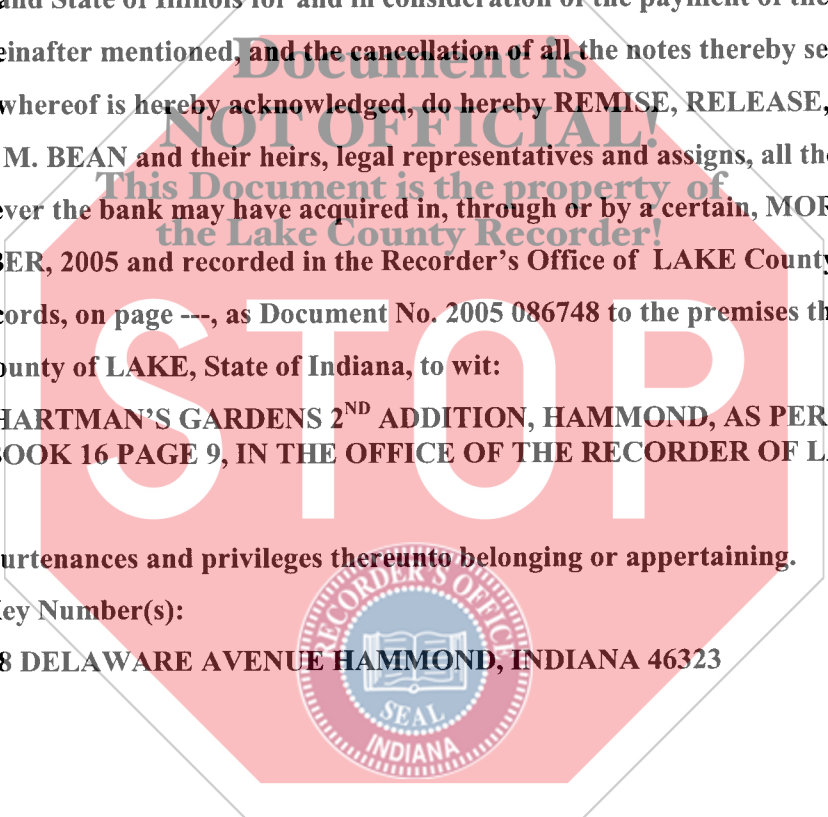 and State of Illinois for and in consideration of the payment of the
einafter mentioned, and the cancellation of all the notes thereby se
Document is
whereof is hereby acknowledged, do hereby REMISE, RELEASE,
NOT OFFICIAL!
M. BEAN and their heirs, legal representatives and assigns, all the
This Document is the property of
ever the bank may have acquired in, through or by a certain, MOR
the Lake County Recorder!
BER, 2005 and recorded in the Recorder's Office of LAKE County
cords, on page ---, as Document No. 2005 086748 to the premises th
ounty of LAKE, State of Indiana, to wit:
STOP
HARTMAN'S GARDENS 2ND ADDITION, HAMMOND, AS PER
BOOK 16 PAGE 9, IN THE OFFICE OF THE RECORDER OF LA
urtenances and privileges thereunto belonging or appertaining.
Key Number(s):
8 DELAWARE AVENUE HAMMOND, INDIANA 46323
RECORDER'S OFFICE
SEAL
INDIANA